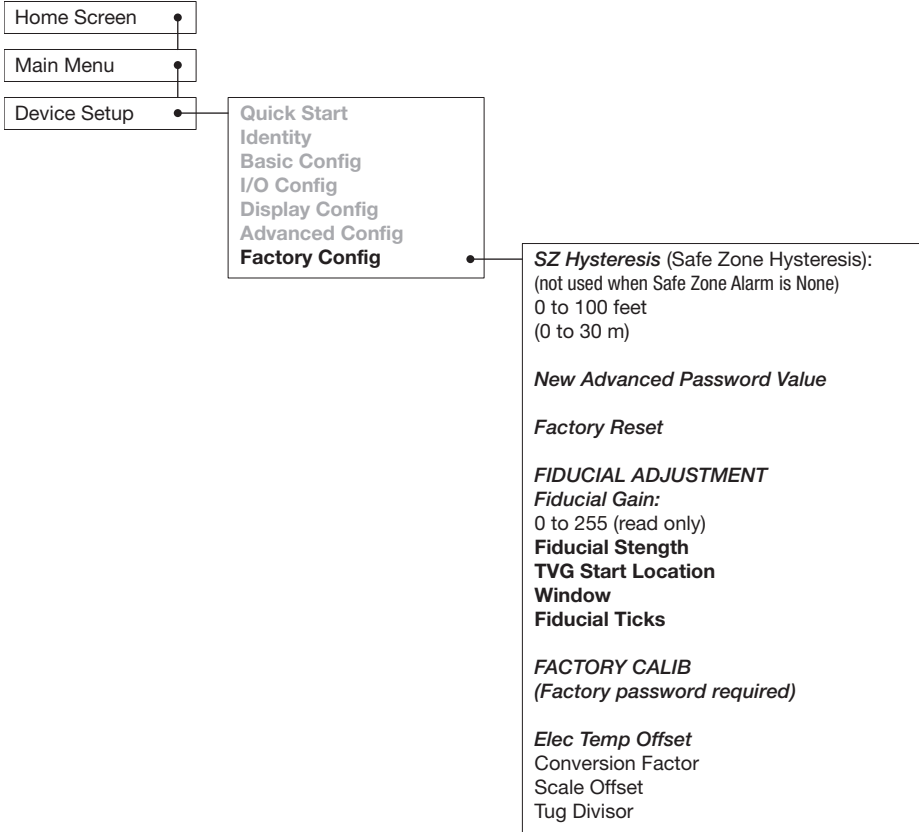 Home Screen
Main Menu
Device Setup
Quick Start
Identity
Basic Config
I/O Config
Display Config
Advanced Config
Factory Config
SZ Hysteresis (Safe Zone Hysteresis):
(not used when Safe Zone Alarm is None)
0 to 100 feet
(0 to 30 m)
New Advanced Password Value
Factory Reset
FIDUCIAL ADJUSTMENT
Fiducial Gain:
0 to 255 (read only)
Fiducial Stength
TVG Start Location
Window
Fiducial Ticks
FACTORY CALIB
(Factory password required)
Elec Temp Offset
Conversion Factor
Scale Offset
Tug Divisor